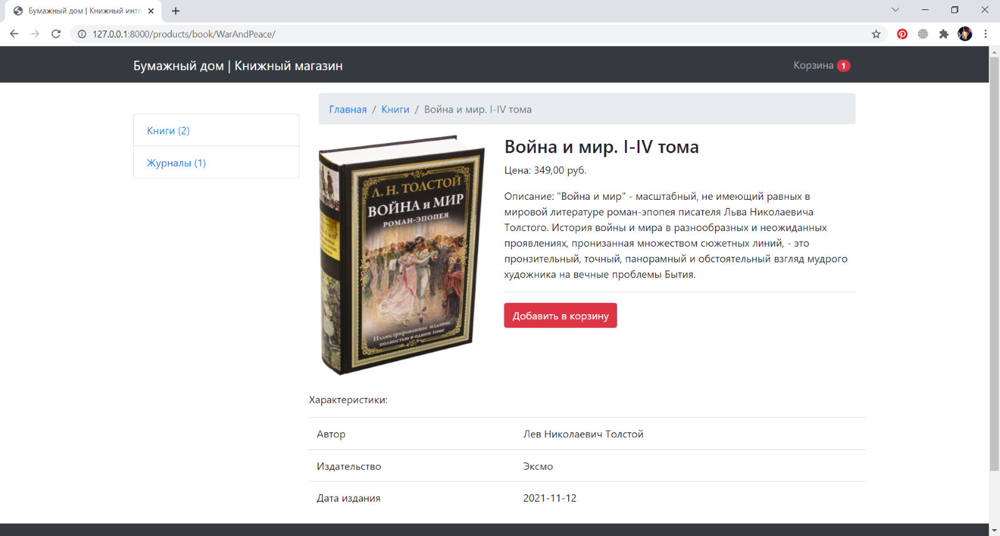 Бумажный дом | Книжный инте
127.0.0.1:8000/products/book/WarAndPeace/
Бумажный дом | Книжный магазин
Корзина 1
Главная / Книги / Война и мир. I-IV тома
Книги (2)
Журналы (1)
Л. Н. ТОЛСТОЙ
ВОЙНА и МИР
РОМАН-ЭПОПЕЯ
Иллюстрированное издание
полностью в одном томе
Война и мир. I-IV тома
Цена: 349,00 руб.
Описание: "Война и мир" - масштабный, не имеющий равных в
мировой литературе роман-эпопея писателя Льва Николаевича
Толстого. История войны и мира в разнообразных и неожиданных
проявлениях, пронизанная множеством сюжетных линий, - это
пронзительный, точный, панорамный и обстоятельный взгляд мудрого
художника на вечные проблемы Бытия.
Добавить в корзину
Характеристики:
Автор Лев Николаевич Толстой
Издательство Эксмо
Дата издания 2021-11-12